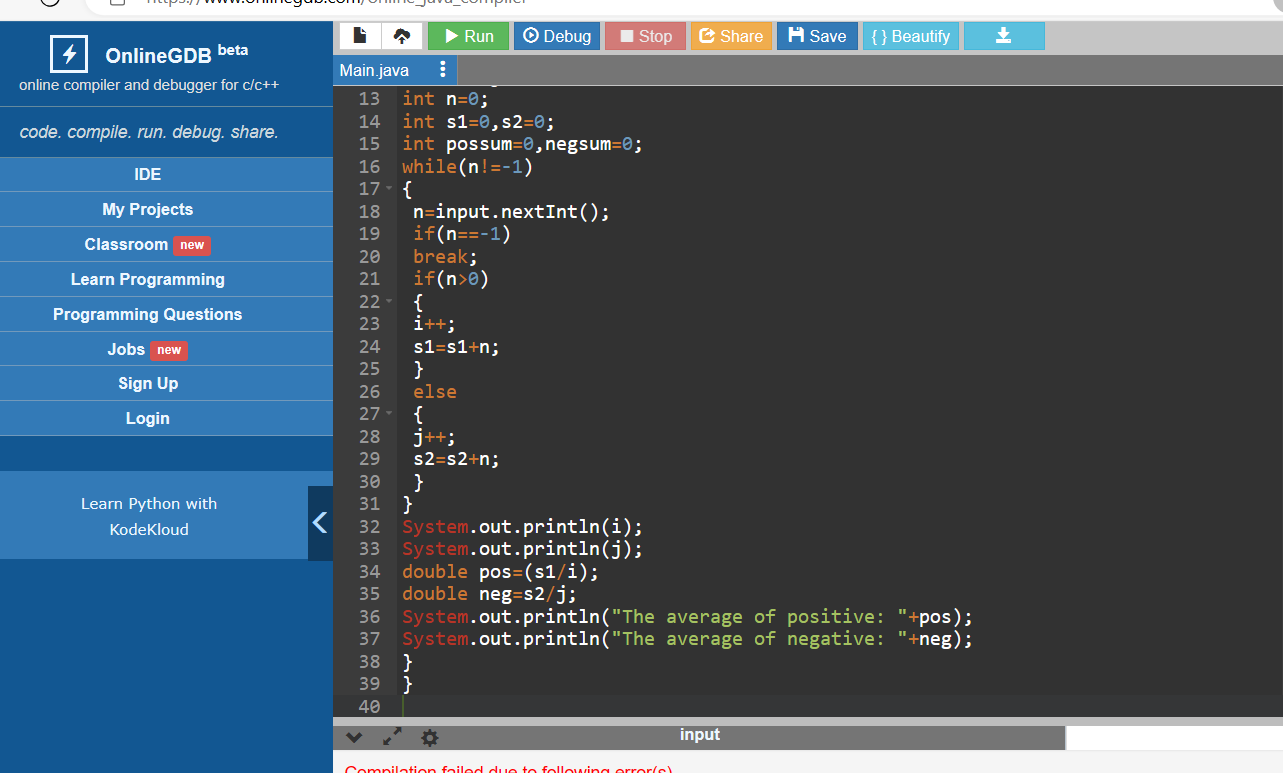 https://www.onlinegdb.com/online_java_compiler
OnlineGDB beta
online compiler and debugger for c/c++
code. compile. run. debug. share.
IDE
My Projects
Classroom new
Learn Programming
Programming Questions
Jobs new
Sign Up
Login
Learn Python with
KodeKloud
Run Debug Stop Share Save { } Beautify
Main.java
13 int n=0;
14 int s1=0,s2=0;
15 int possum=0,negsum=0;
16 while(n!=-1)
17 {
18 n=input.nextInt();
19 if(n==-1)
20 break;
21 if(n>0)
22 {
23 i++;
24 s1=s1+n;
25 }
26 else
27 {
28 j++;
29 s2=s2+n;
30 }
31 }
32 System.out.println(i);
33 System.out.println(j);
34 double pos=(s1/i);
35 double neg=s2/j;
36 System.out.println("The average of positive: "+pos);
37 System.out.println("The average of negative: "+neg);
38 }
39 }
40
input
Compilation failed due to following error(s).